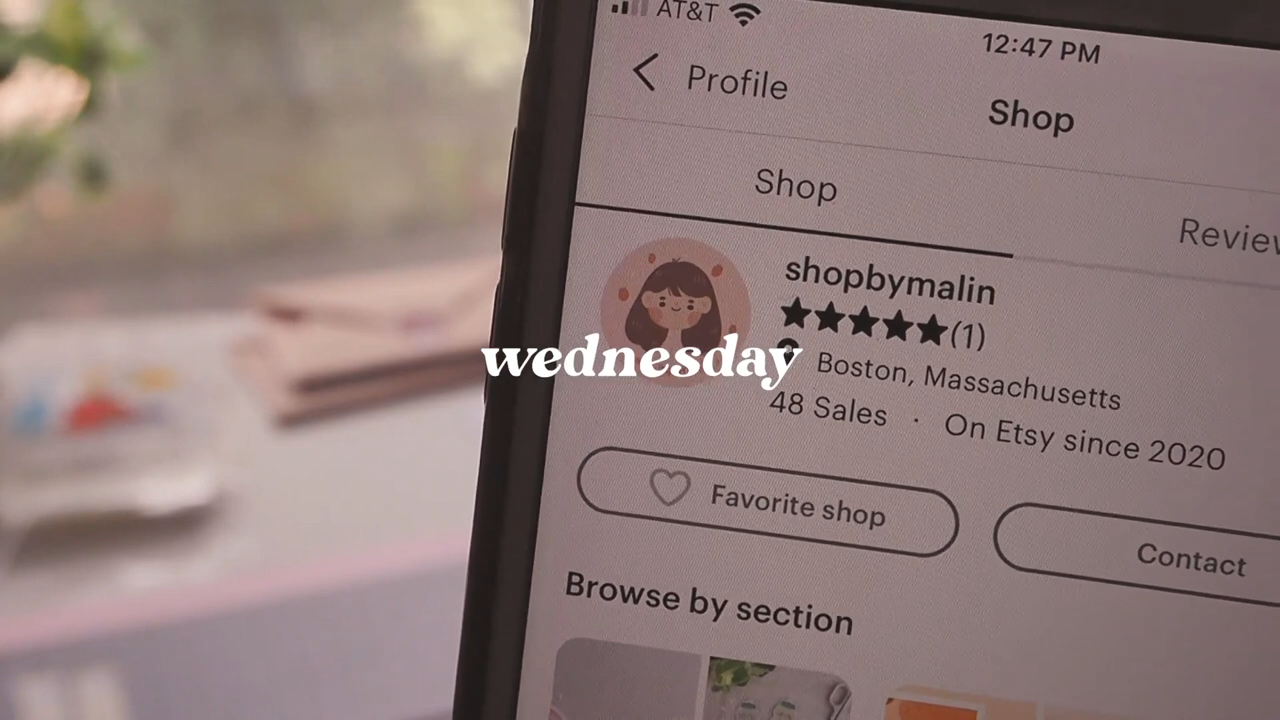 AT&T
12:47 PM
Profile
Shop
Shop
shopbymalin
★★★★★(1)
wednesday
Boston, Massachusetts
48 Sales · On Etsy since 2020
Favorite shop
Contact
Browse by section